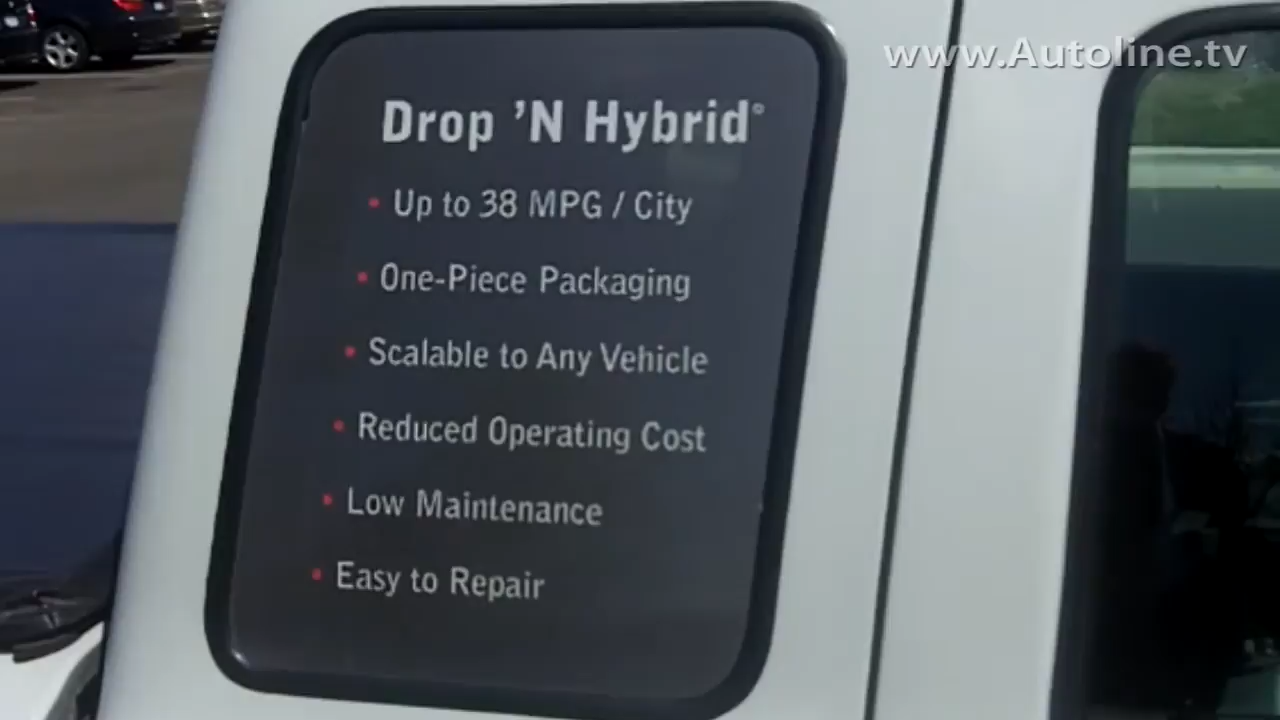 www.Autoline.tv
Drop 'N Hybrid®
• Up to 38 MPG / City
• One-Piece Packaging
• Scalable to Any Vehicle
• Reduced Operating Cost
• Low Maintenance
• Easy to Repair